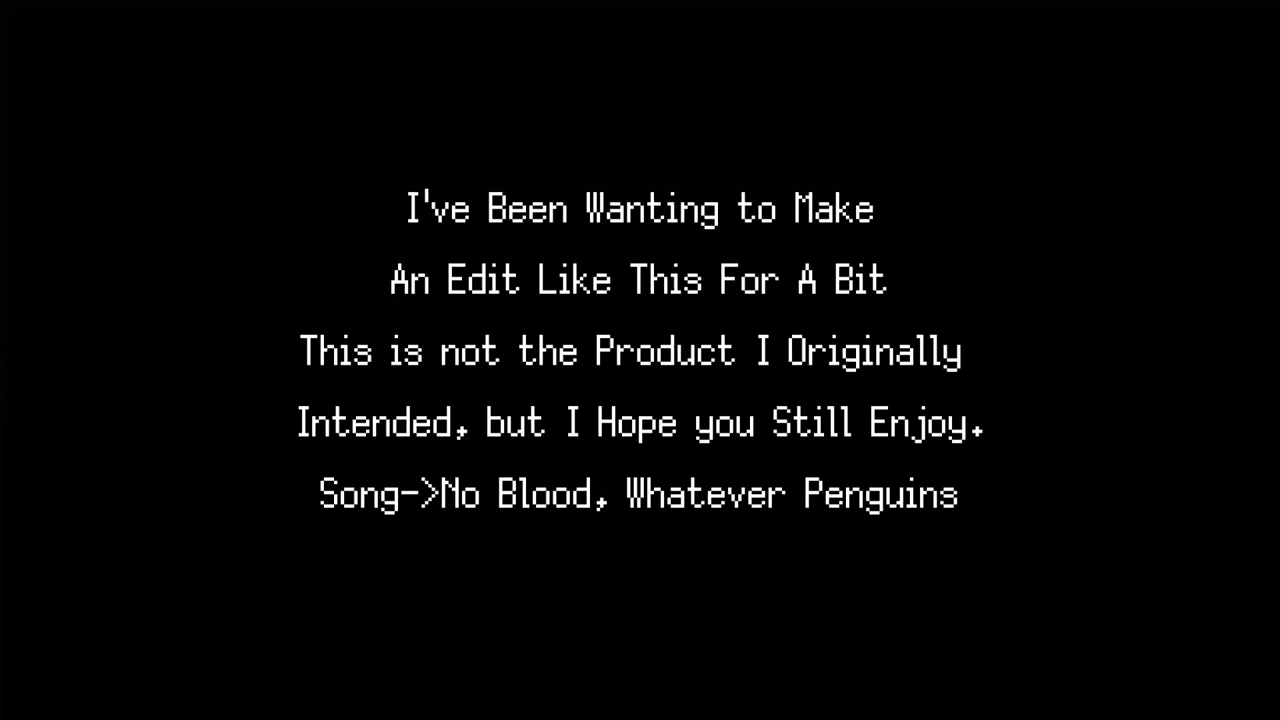 I've Been Wanting to Make
An Edit Like This For A Bit
This is not the Product I Originally
Intended, but I Hope you Still Enjoy.
Song->No Blood, Whatever Penguins